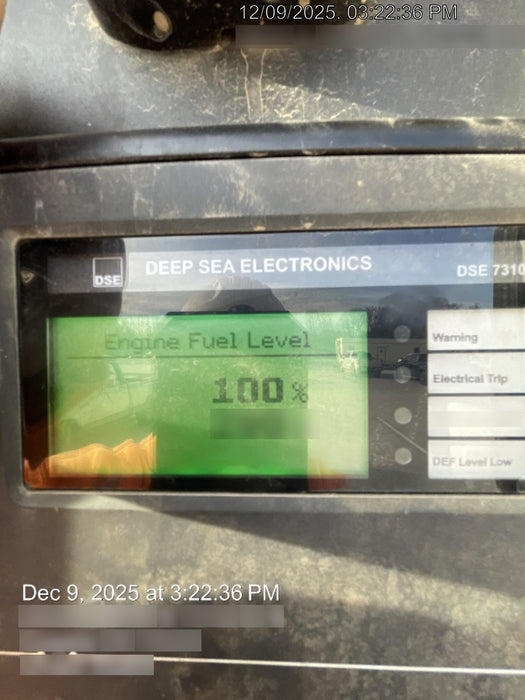 12/09/2025. 03:22:36 PM
DSE
DEEP SEA ELECTRONICS
DSE 7310
Engine Fuel Level
100%
Warning
Electrical Trip
DEF Level Low
Dec 9, 2025 at 3:22:36 PM